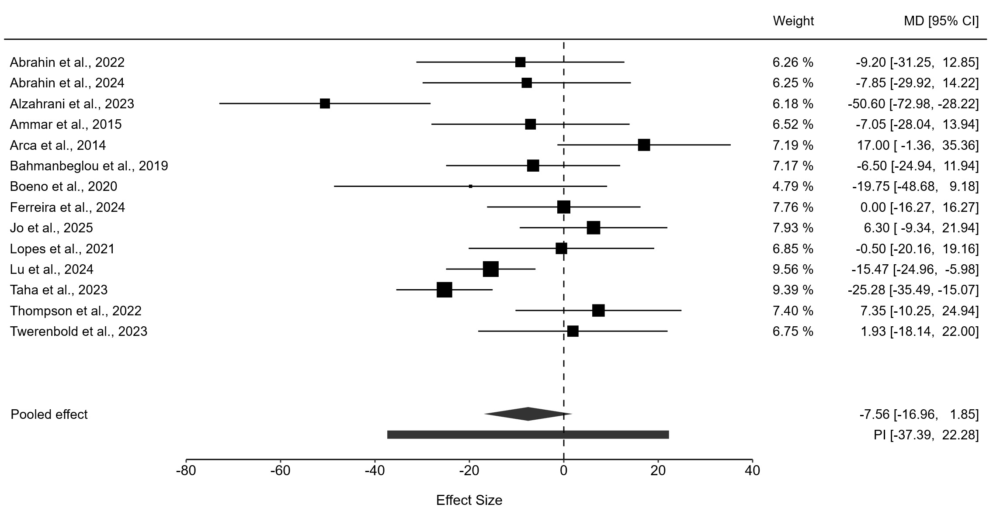 Weight MD [95% CI]
Abrahin et al., 2022 6.26 % -9.20 [-31.25, 12.85]
Abrahin et al., 2024 6.25 % -7.85 [-29.92, 14.22]
Alzahrani et al., 2023 6.18 % -50.60 [-72.98, -28.22]
Ammar et al., 2015 6.52 % -7.05 [-28.04, 13.94]
Arca et al., 2014 7.19 % 17.00 [ -1.36, 35.36]
Bahmanbeglou et al., 2019 7.17 % -6.50 [-24.94, 11.94]
Boeno et al., 2020 4.79 % -19.75 [-48.68, 9.18]
Ferreira et al., 2024 7.76 % 0.00 [-16.27, 16.27]
Jo et al., 2025 7.93 % 6.30 [ -9.34, 21.94]
Lopes et al., 2021 6.85 % -0.50 [-20.16, 19.16]
Lu et al., 2024 9.56 % -15.47 [-24.96, -5.98]
Taha et al., 2023 9.39 % -25.28 [-35.49, -15.07]
Thompson et al., 2022 7.40 % 7.35 [-10.25, 24.94]
Twerenbold et al., 2023 6.75 % 1.93 [-18.14, 22.00]
Pooled effect -7.56 [-16.96, 1.85]
PI [-37.39, 22.28]
-80 -60 -40 -20 0 20 40
Effect Size